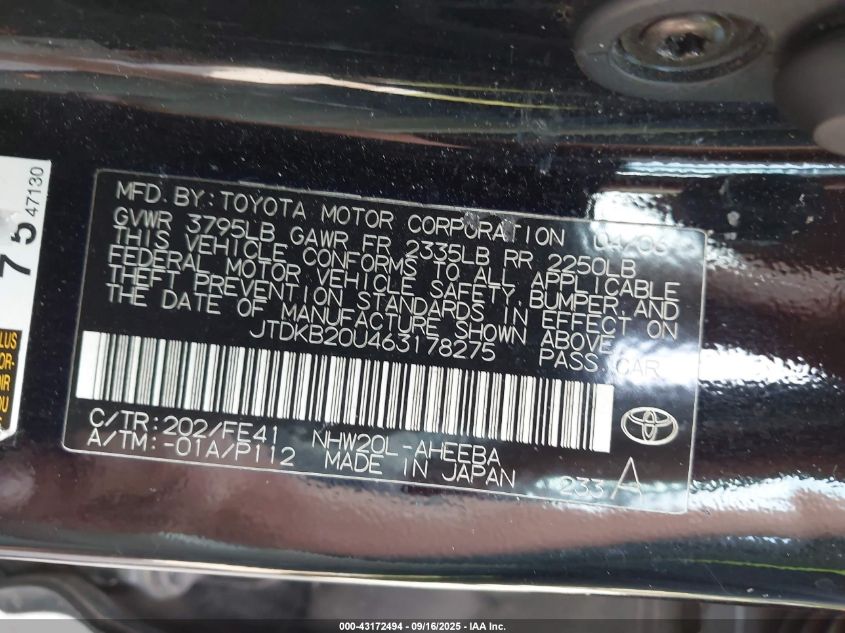 MFD. BY: TOYOTA MOTOR CORPORATION 04/06
GVWR 3795LB GAWR FR 2335LB RR 2250LB
THIS VEHICLE CONFORMS TO ALL APPLICABLE
FEDERAL MOTOR VEHICLE SAFETY, BUMPER, AND
THEFT PREVENTION STANDARDS IN EFFECT ON
THE DATE OF MANUFACTURE SHOWN ABOVE.
JTDKB20U463178275 PASS. CAR
C/TR: 202/FE41 NHW20L-AHEEBA
A/TM: -01A/P112 MADE IN JAPAN 233 A
75
47130
000-43172494 - 09/16/2025 - IAA Inc.